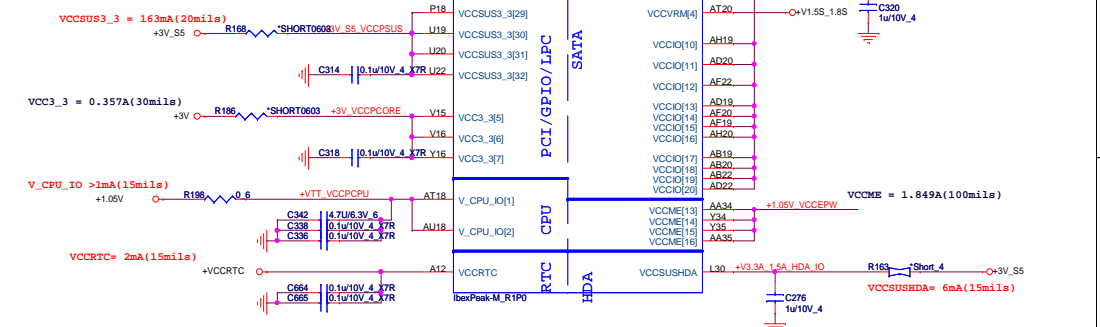 VCCSUS3_3 = 163mA(20mils)
+3V_S5
R168
*SHORT0603
+3V_S5_VCCPSUS
P18
U19
U20
U22
VCCSUS3_3[29]
VCCSUS3_3[30]
VCCSUS3_3[31]
VCCSUS3_3[32]
C314
0.1u/10V_4_X7R
VCC3_3 = 0.357A(30mils)
+3V
R186
*SHORT0603
+3V_VCCPCORE
V15
V16
Y16
VCC3_3[5]
VCC3_3[6]
VCC3_3[7]
C318
0.1u/10V_4_X7R
PCI/GPIO/LPC
SATA
V_CPU_IO >1mA(15mils)
+1.05V
R198
0_6
+VTT_VCCPCPU
AT18
AU18
V_CPU_IO[1]
V_CPU_IO[2]
C342
4.7U/6.3V_6
C338
0.1u/10V_4_X7R
C336
0.1u/10V_4_X7R
CPU
VCCRTC= 2mA(15mils)
+VCCRTC
A12
VCCRTC
C664
0.1u/10V_4_X7R
C665
0.1u/10V_4_X7R
RTC
HDA
IbexPeak-M_R1P0
VCCVRM[4]
AT20
+V1.5S_1.8S
C320
1u/10V_4
VCCIO[10]
AH19
VCCIO[11]
AD20
VCCIO[12]
AF22
VCCIO[13]
AD19
VCCIO[14]
AF20
VCCIO[15]
AF19
VCCIO[16]
AH20
VCCIO[17]
AB19
VCCIO[18]
AB20
VCCIO[19]
AB22
VCCIO[20]
AD22
VCCME = 1.849A(100mils)
VCCME[13]
AA34
+1.05V_VCCEPW
VCCME[14]
Y34
VCCME[15]
Y35
VCCME[16]
AA35
VCCSUSHDA
L30
+V3.3A_1.5A_HDA_IO
R163
*Short_4
+3V_S5
VCCSUSHDA= 6mA(15mils)
C276
1u/10V_4